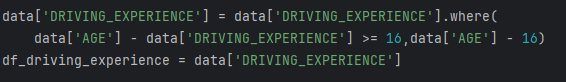 data['DRIVING_EXPERIENCE'] = data['DRIVING_EXPERIENCE'].where(
    data['AGE'] - data['DRIVING_EXPERIENCE'] >= 16,data['AGE'] - 16)
df_driving_experience = data['DRIVING_EXPERIENCE']